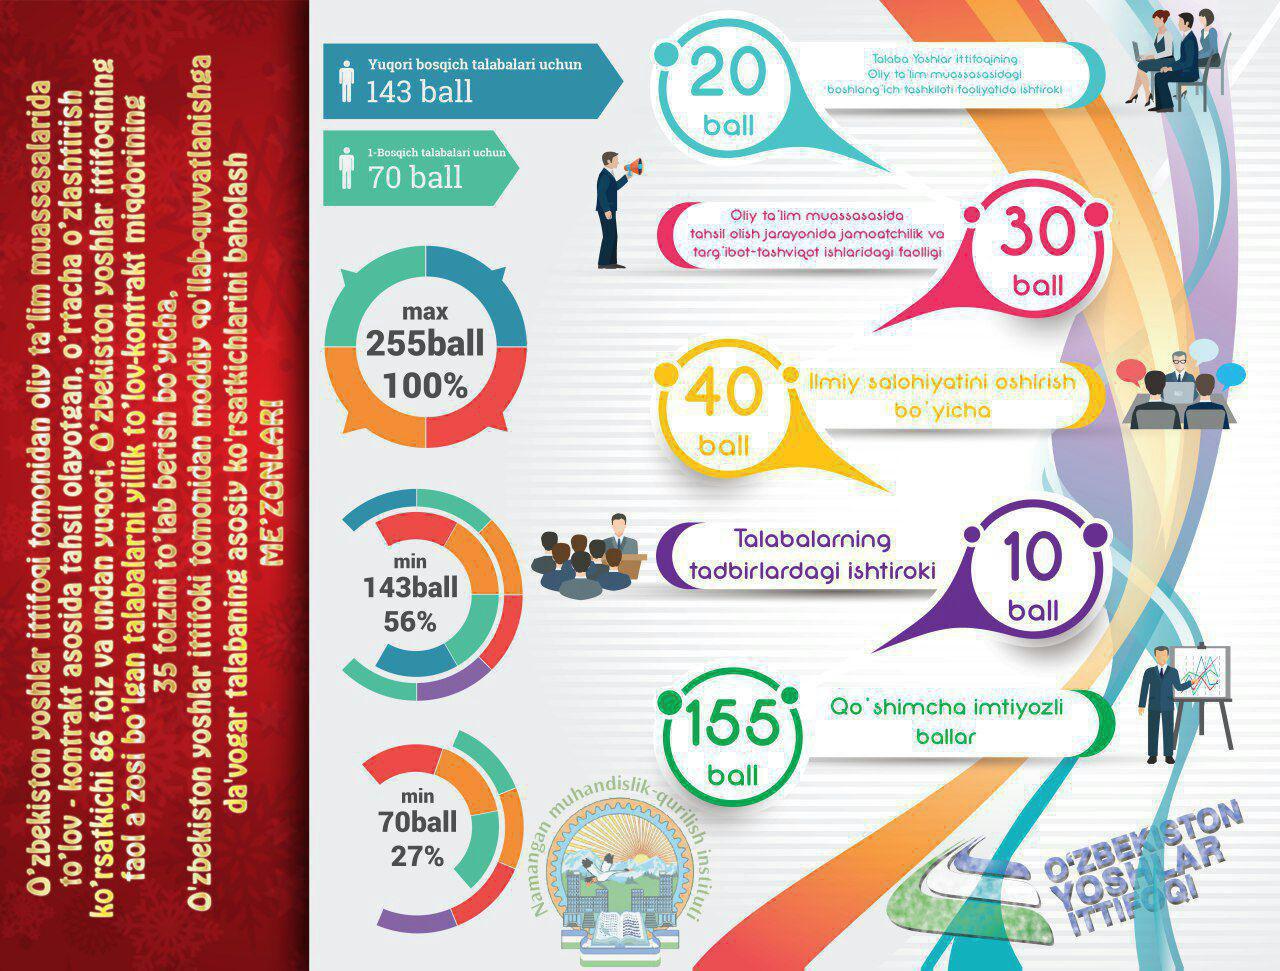 O'zbekiston yoshlar ittifoqi tomonidan oliy ta'lim muassasalarida
to'lov - kontrakt asosida tahsil olayotgan, o'rtacha o'zlashtirish
ko'rsatkichi 86 foiz va undan yuqori, O'zbekiston yoshlar ittifoqining
faol a'zosi bo'lgan talabalarni yillik to'lov-kontrakt miqdorining
35 foizini to'lab berish bo'yicha,
O'zbekiston yoshlar ittifoki tomonidan moddiy qo'llab-quvvatlanishga
da'vogar talabaning asosiy ko'rsatkichlarini baholash
ME'ZONLARI
Yuqori bosqich talabalari uchun
143 ball
1-Bosqich talabalari uchun
70 ball
max
255ball
100%
min
143ball
56%
min
70ball
27%
20
ball
Talaba Yoshlar ittifoqining
Oliy ta'lim muassasasidagi
boshlang'ich tashkiloti faoliyatida ishtiroki
Oliy ta'lim muassasasida
tahsil olish jarayonida jamoatchilik va
targ'ibot-tashviqot ishlaridagi faolligi
30
ball
40
ball
Ilmiy salohiyatini oshirish
bo'yicha
Talabalarning
tadbirlardagi ishtiroki
10
ball
155
ball
Qo'shimcha imtiyozli
ballar
Namangan muhandislik-qurilish instituti
O'ZBEKISTON
YOSHLAR
ITTIFOQI